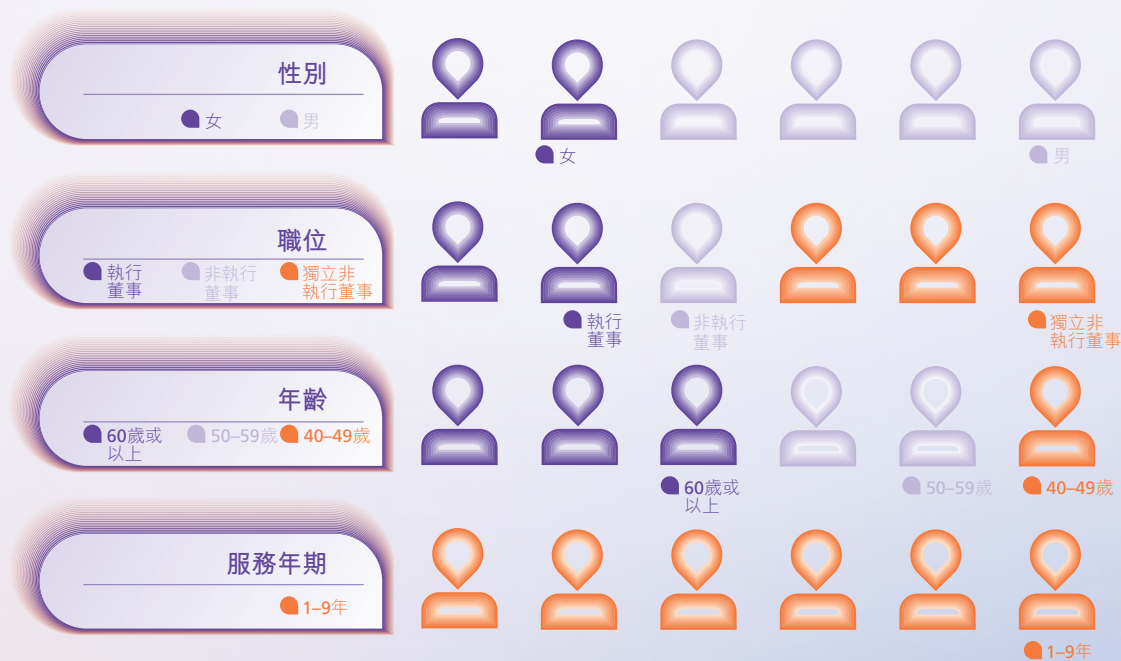 性別
女 男
女 男
職位
執行 非執行 獨立非
董事 董事 執行董事
執行 非執行 獨立非
董事 董事 執行董事
年齡
60歲或 50–59歲 40–49歲
以上
60歲或 50–59歲 40–49歲
以上
服務年期
1–9年
1–9年